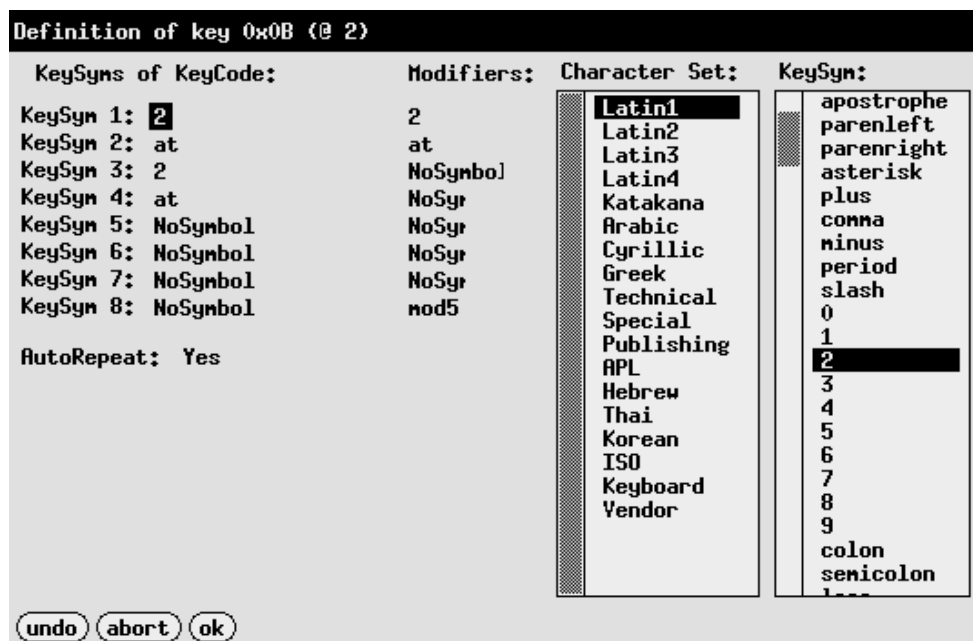 Definition of key 0x0B (@ 2)
KeySyms of KeyCode: Modifiers: Character Set: KeySym:
KeySym 1: 2 2
KeySym 2: at at
KeySym 3: 2 NoSymbol
KeySym 4: at NoSyr
KeySym 5: NoSymbol NoSyr
KeySym 6: NoSymbol NoSyr
KeySym 7: NoSymbol NoSyr
KeySym 8: NoSymbol mod5
AutoRepeat: Yes
Latin1
Latin2
Latin3
Latin4
Katakana
Arabic
Cyrillic
Greek
Technical
Special
Publishing
APL
Hebrew
Thai
Korean
ISO
Keyboard
Vendor
apostrophe
parenleft
parenright
asterisk
plus
comma
minus
period
slash
0
1
2
3
4
5
6
7
8
9
colon
semicolon
undo abort ok